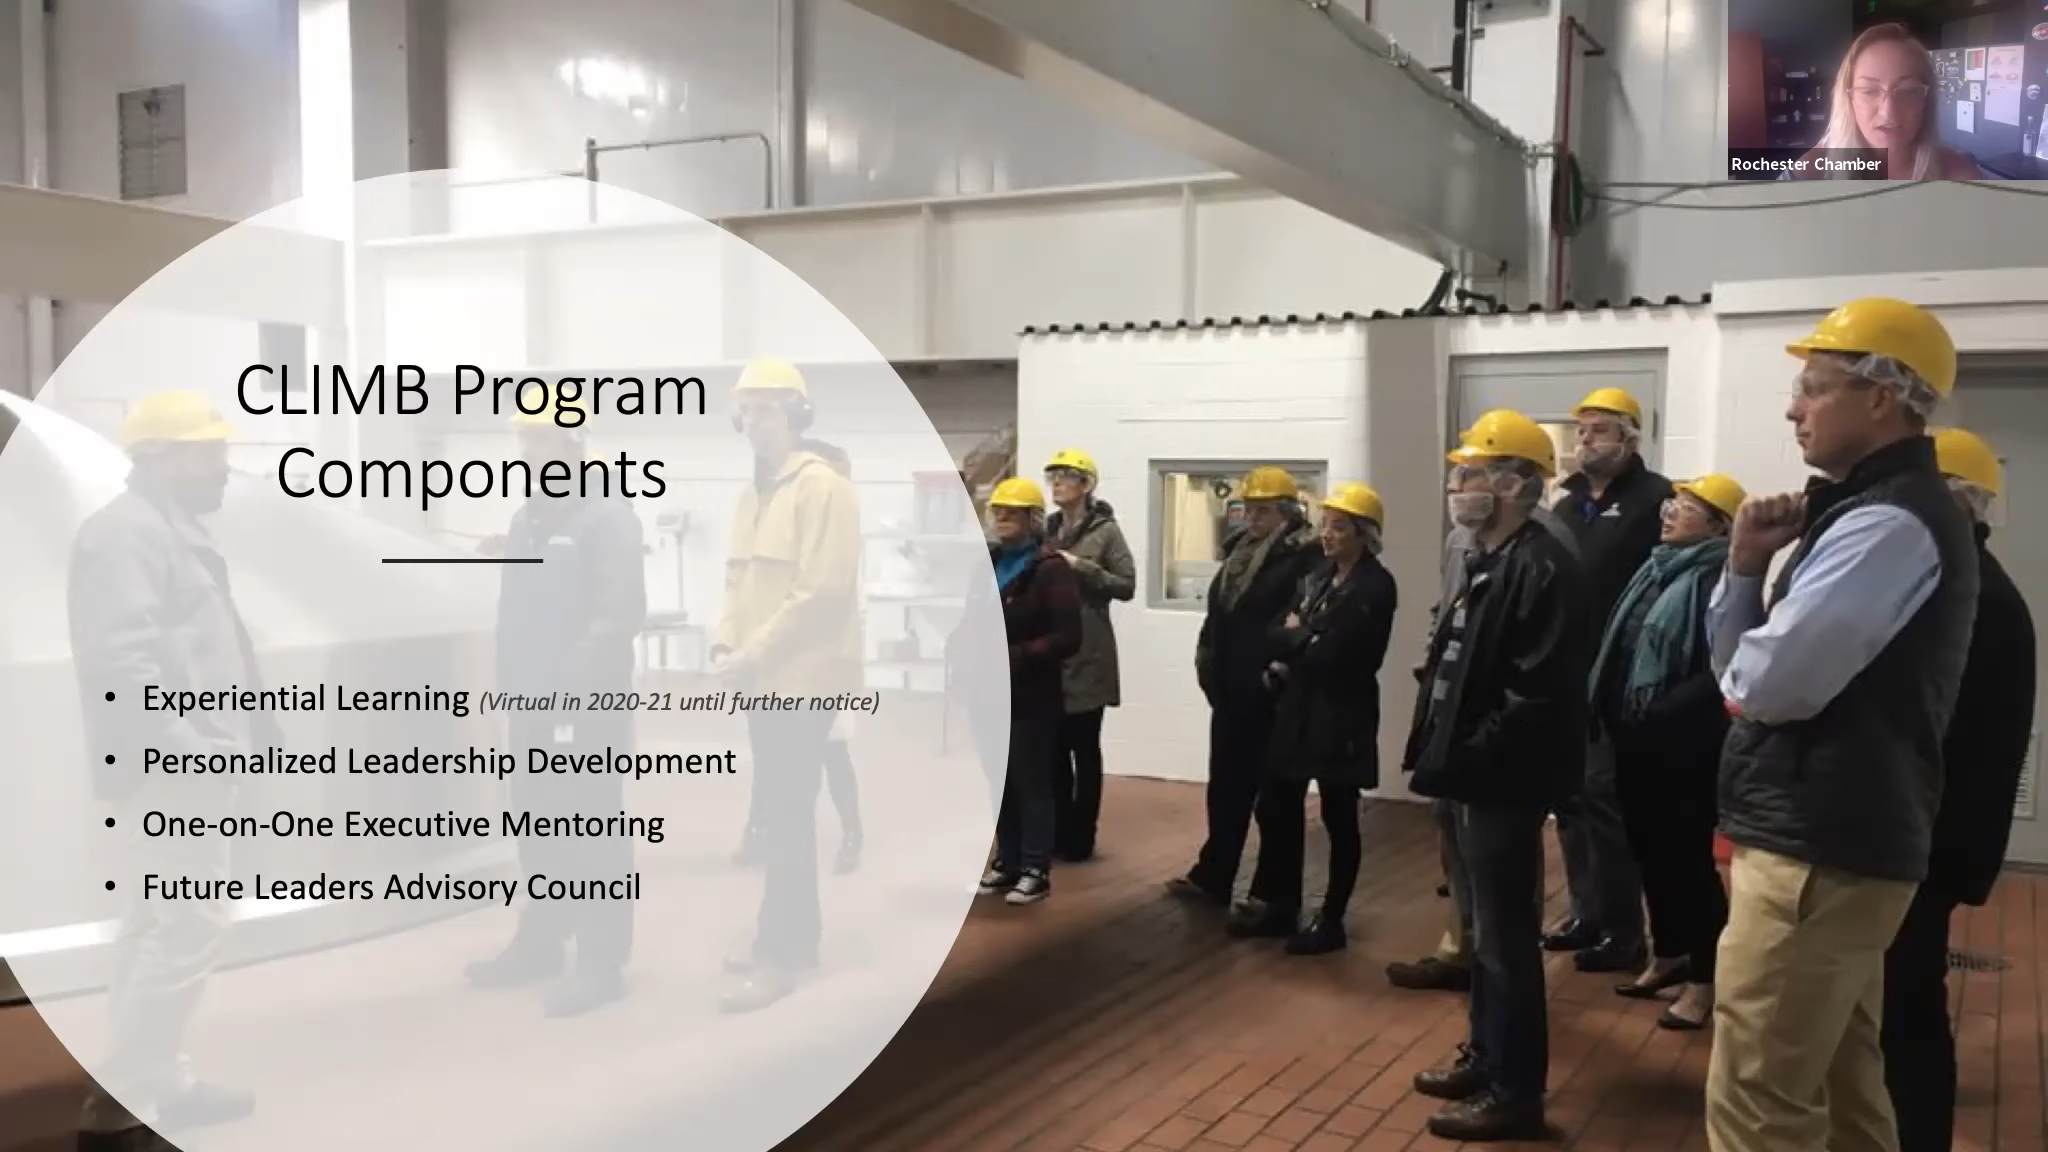 Rochester Chamber
CLIMB Program
Components
• Experiential Learning (Virtual in 2020-21 until further notice)
• Personalized Leadership Development
• One-on-One Executive Mentoring
• Future Leaders Advisory Council